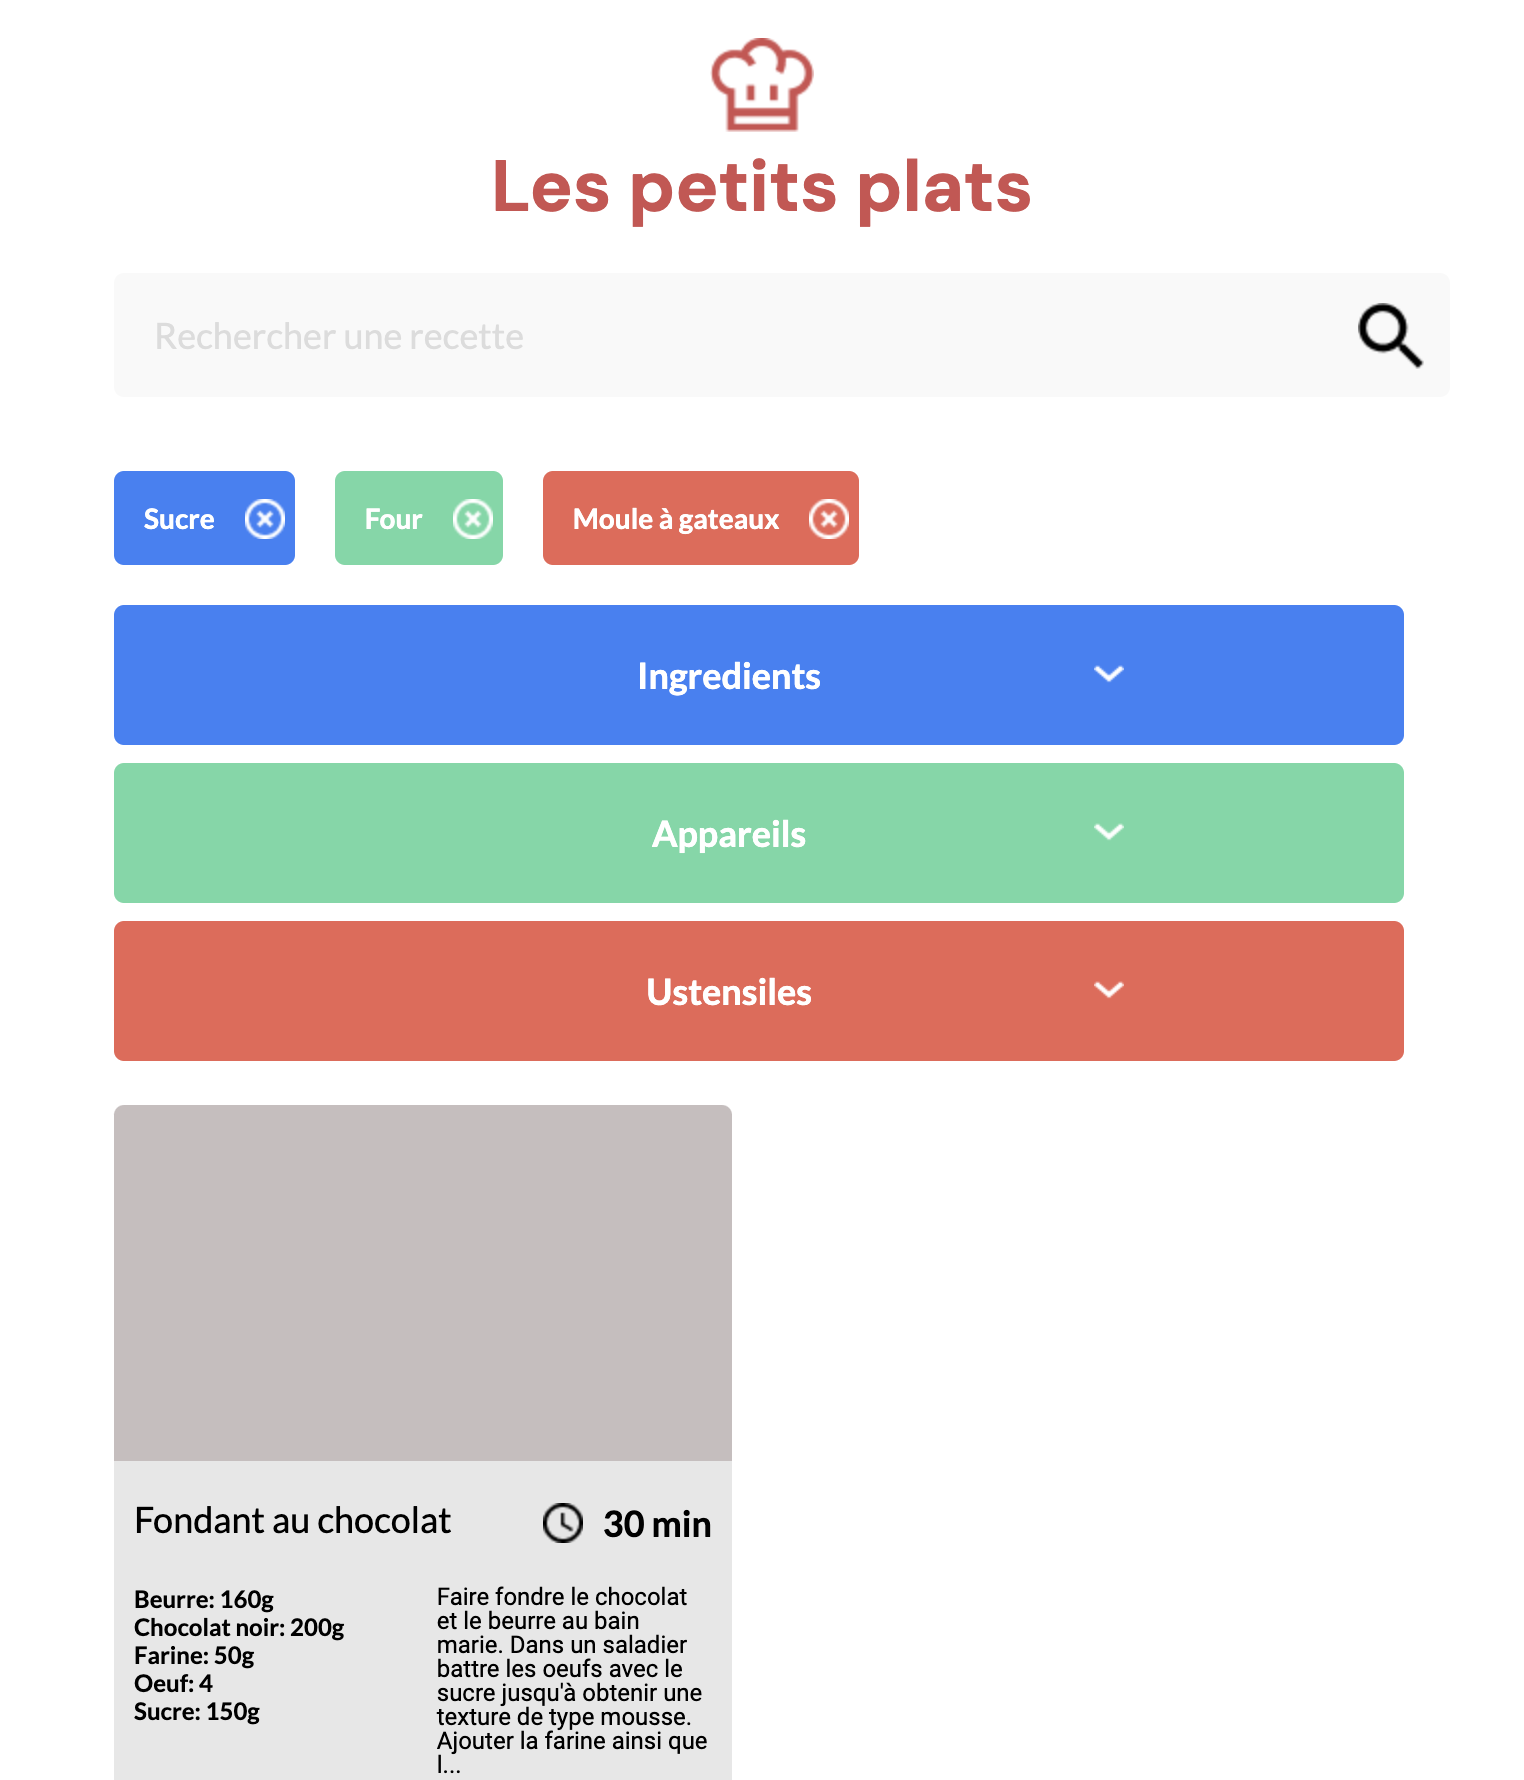 Les petits plats
Rechercher une recette
Sucre
Four
Moule à gateaux
Ingredients
Appareils
Ustensiles
Fondant au chocolat
30 min
Beurre: 160g
Chocolat noir: 200g
Farine: 50g
Oeuf: 4
Sucre: 150g
Faire fondre le chocolat
et le beurre au bain
marie. Dans un saladier
battre les oeufs avec le
sucre jusqu'à obtenir une
texture de type mousse.
Ajouter la farine ainsi que
l...